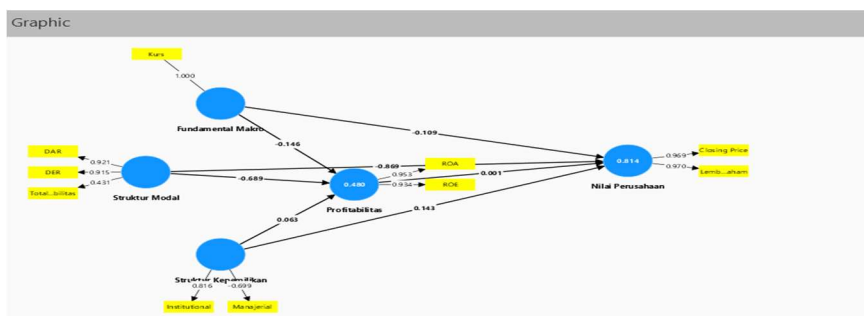 Graphic
Kurs
1.000
Fundamental Makro
-0.109
-0.146
DAR
0.921
DER
0.915
Total...bilitas
0.431
Struktur Modal
-0.869
-0.689
ROA
0.953
ROE
0.934
0.480
Profitabilitas
0.001
0.814
Nilai Perusahaan
0.969
Closing Price
0.970
Lemb...aham
0.063
0.143
Struktur Kepemilikan
0.816
-0.699
Institutional
Manajerial